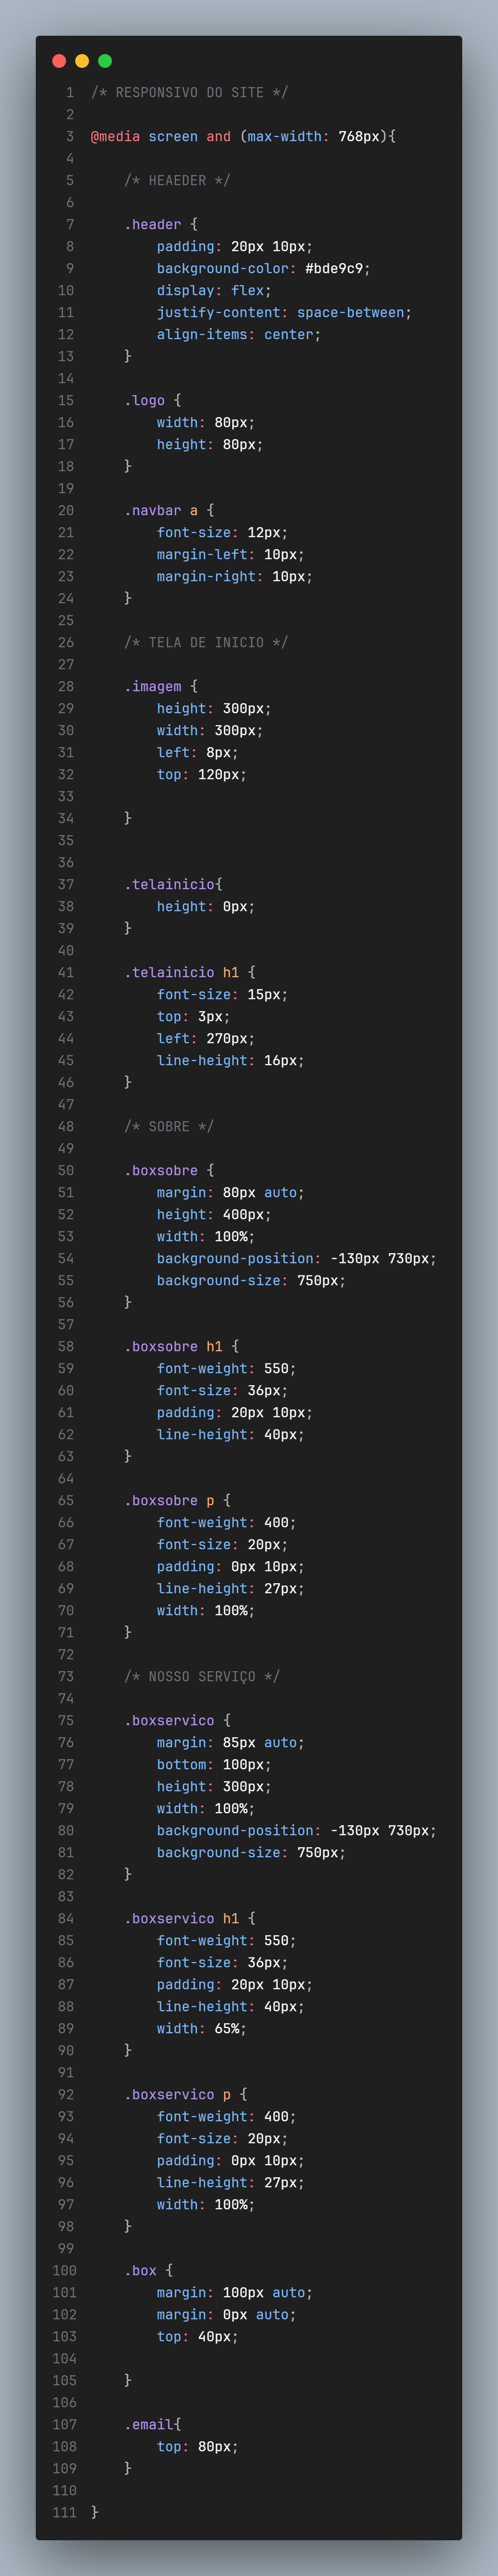 1 /* RESPONSIVO DO SITE */
2
3 @media screen and (max-width: 768px){
4
5     /* HEAEDER */
6
7     .header {
8         padding: 20px 10px;
9         background-color: #bde9c9;
10         display: flex;
11         justify-content: space-between;
12         align-items: center;
13     }
14
15     .logo {
16         width: 80px;
17         height: 80px;
18     }
19
20     .navbar a {
21         font-size: 12px;
22         margin-left: 10px;
23         margin-right: 10px;
24     }
25
26     /* TELA DE INICIO */
27
28     .imagem {
29         height: 300px;
30         width: 300px;
31         left: 8px;
32         top: 120px;
33
34     }
35
36
37     .telainicio{
38         height: 0px;
39     }
40
41     .telainicio h1 {
42         font-size: 15px;
43         top: 3px;
44         left: 270px;
45         line-height: 16px;
46     }
47
48     /* SOBRE */
49
50     .boxsobre {
51         margin: 80px auto;
52         height: 400px;
53         width: 100%;
54         background-position: -130px 730px;
55         background-size: 750px;
56     }
57
58     .boxsobre h1 {
59         font-weight: 550;
60         font-size: 36px;
61         padding: 20px 10px;
62         line-height: 40px;
63     }
64
65     .boxsobre p {
66         font-weight: 400;
67         font-size: 20px;
68         padding: 0px 10px;
69         line-height: 27px;
70         width: 100%;
71     }
72
73     /* NOSSO SERVIÇO */
74
75     .boxservico {
76         margin: 85px auto;
77         bottom: 100px;
78         height: 300px;
79         width: 100%;
80         background-position: -130px 730px;
81         background-size: 750px;
82     }
83
84     .boxservico h1 {
85         font-weight: 550;
86         font-size: 36px;
87         padding: 20px 10px;
88         line-height: 40px;
89         width: 65%;
90     }
91
92     .boxservico p {
93         font-weight: 400;
94         font-size: 20px;
95         padding: 0px 10px;
96         line-height: 27px;
97         width: 100%;
98     }
99
100     .box {
101         margin: 100px auto;
102         margin: 0px auto;
103         top: 40px;
104
105     }
106
107     .email{
108         top: 80px;
109     }
110
111 }